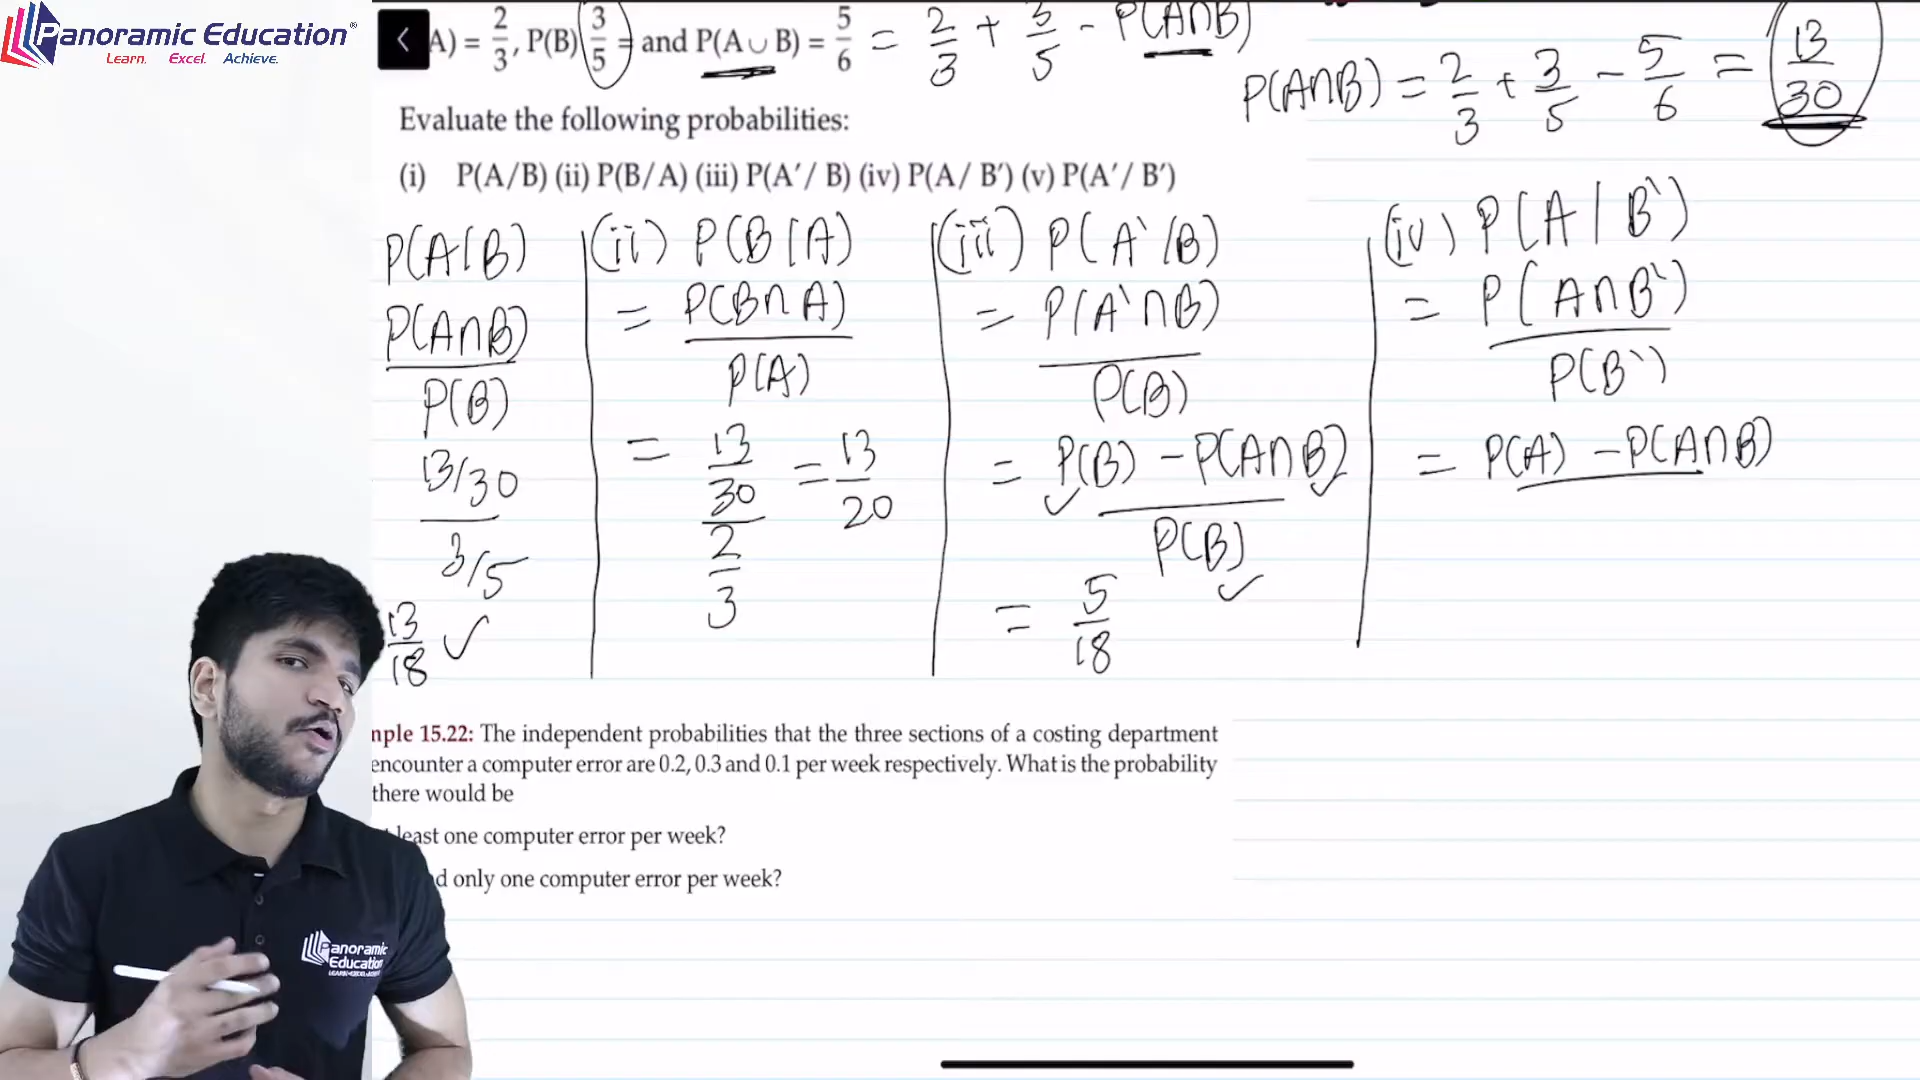 Panoramic Education®
Learn. Excel. Achieve.
A) = 2/3, P(B) 3/5 = and P(A ∪ B) = 5/6 = 2/3 + 3/5 - P(A∩B)
P(A∩B) = 2/3 + 3/5 - 5/6 = 13/30
Evaluate the following probabilities:
(i) P(A/B) (ii) P(B/A) (iii) P(A′/ B) (iv) P(A/ B′) (v) P(A′/ B′)
P(A/B)
P(A∩B)
P(B)
13/30
3/5
13/18 ✓
(ii) P(B/A)
= P(B∩A)
P(A)
= 13/30 = 13/20
2/3
(iii) P(A`/B)
= P(A`∩B)
P(B)
= P(B) - P(A∩B)
P(B)
= 5/18
(iv) P(A/B`)
= P(A∩B`)
P(B`)
= P(A) - P(A∩B)
mple 15.22: The independent probabilities that the three sections of a costing department
encounter a computer error are 0.2, 0.3 and 0.1 per week respectively. What is the probability
there would be
least one computer error per week?
d only one computer error per week?
Panoramic
Education
LEARN•EXCEL•ACHIEVE